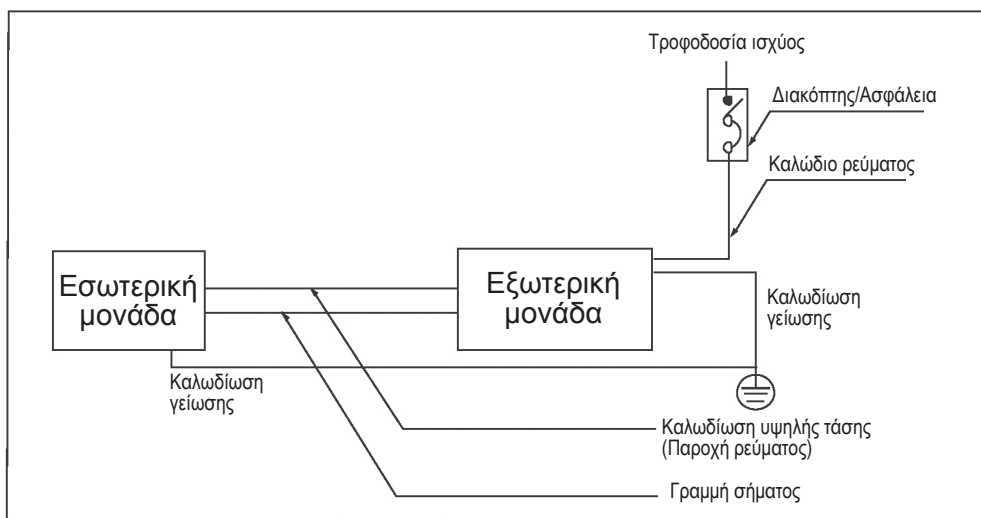 Τροφοδοσία ισχύος
Διακόπτης/Ασφάλεια
Καλώδιο ρεύματος
Εσωτερική
μονάδα
Εξωτερική
μονάδα
Καλωδίωση
γείωσης
Καλωδίωση
γείωσης
Καλωδίωση υψηλής τάσης
(Παροχή ρεύματος)
Γραμμή σήματος